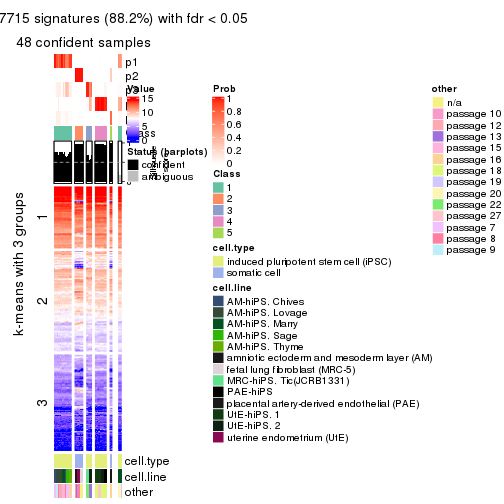 7715 signatures (88.2%) with fdr < 0.05
48 confident samples
p1
p2
p3
Value
15
10
5
0
Prob
1
0.8
0.6
0.4
0.2
0
Status (barplots)
confident
ambiguous
Class
1
2
3
4
5
cell.type
induced pluripotent stem cell (iPSC)
somatic cell
cell.line
AM-hiPS. Chives
AM-hiPS. Lovage
AM-hiPS. Marry
AM-hiPS. Sage
AM-hiPS. Thyme
amniotic ectoderm and mesoderm layer (AM)
fetal lung fibroblast (MRC-5)
MRC-hiPS. Tic(JCRB1331)
PAE-hiPS
placental artery-derived endothelial (PAE)
UtE-hiPS. 1
UtE-hiPS. 2
uterine endometrium (UtE)
other
n/a
passage 10
passage 12
passage 13
passage 15
passage 16
passage 18
passage 19
passage 20
passage 22
passage 27
passage 7
passage 8
passage 9
k-means with 3 groups
1
2
3
cell.type
cell.line
other